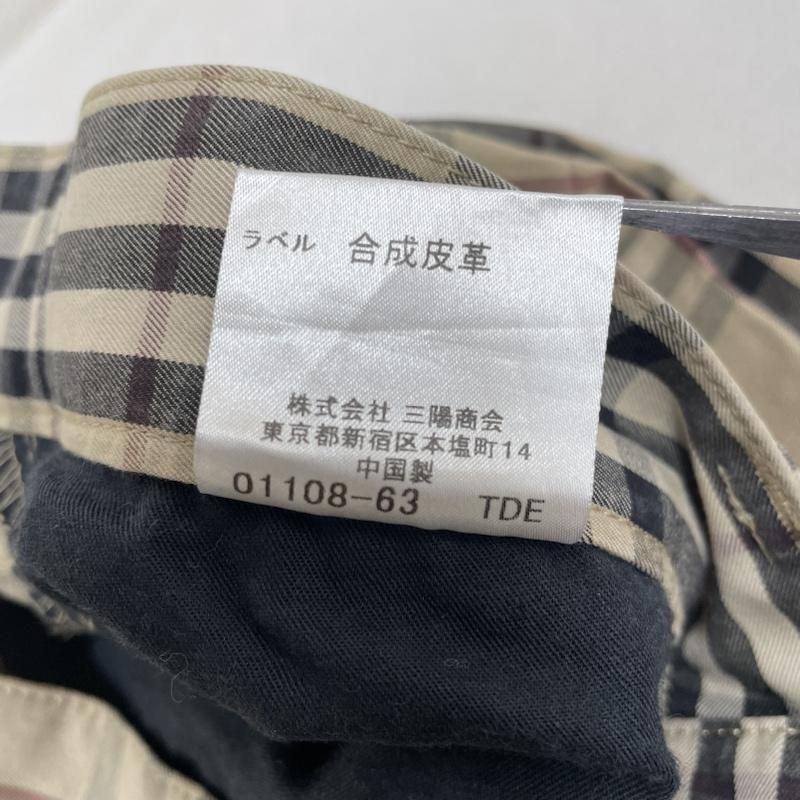 ラベル 合成皮革
株式会社 三陽商会
東京都新宿区本塩町14
中国製
01108-63 TDE